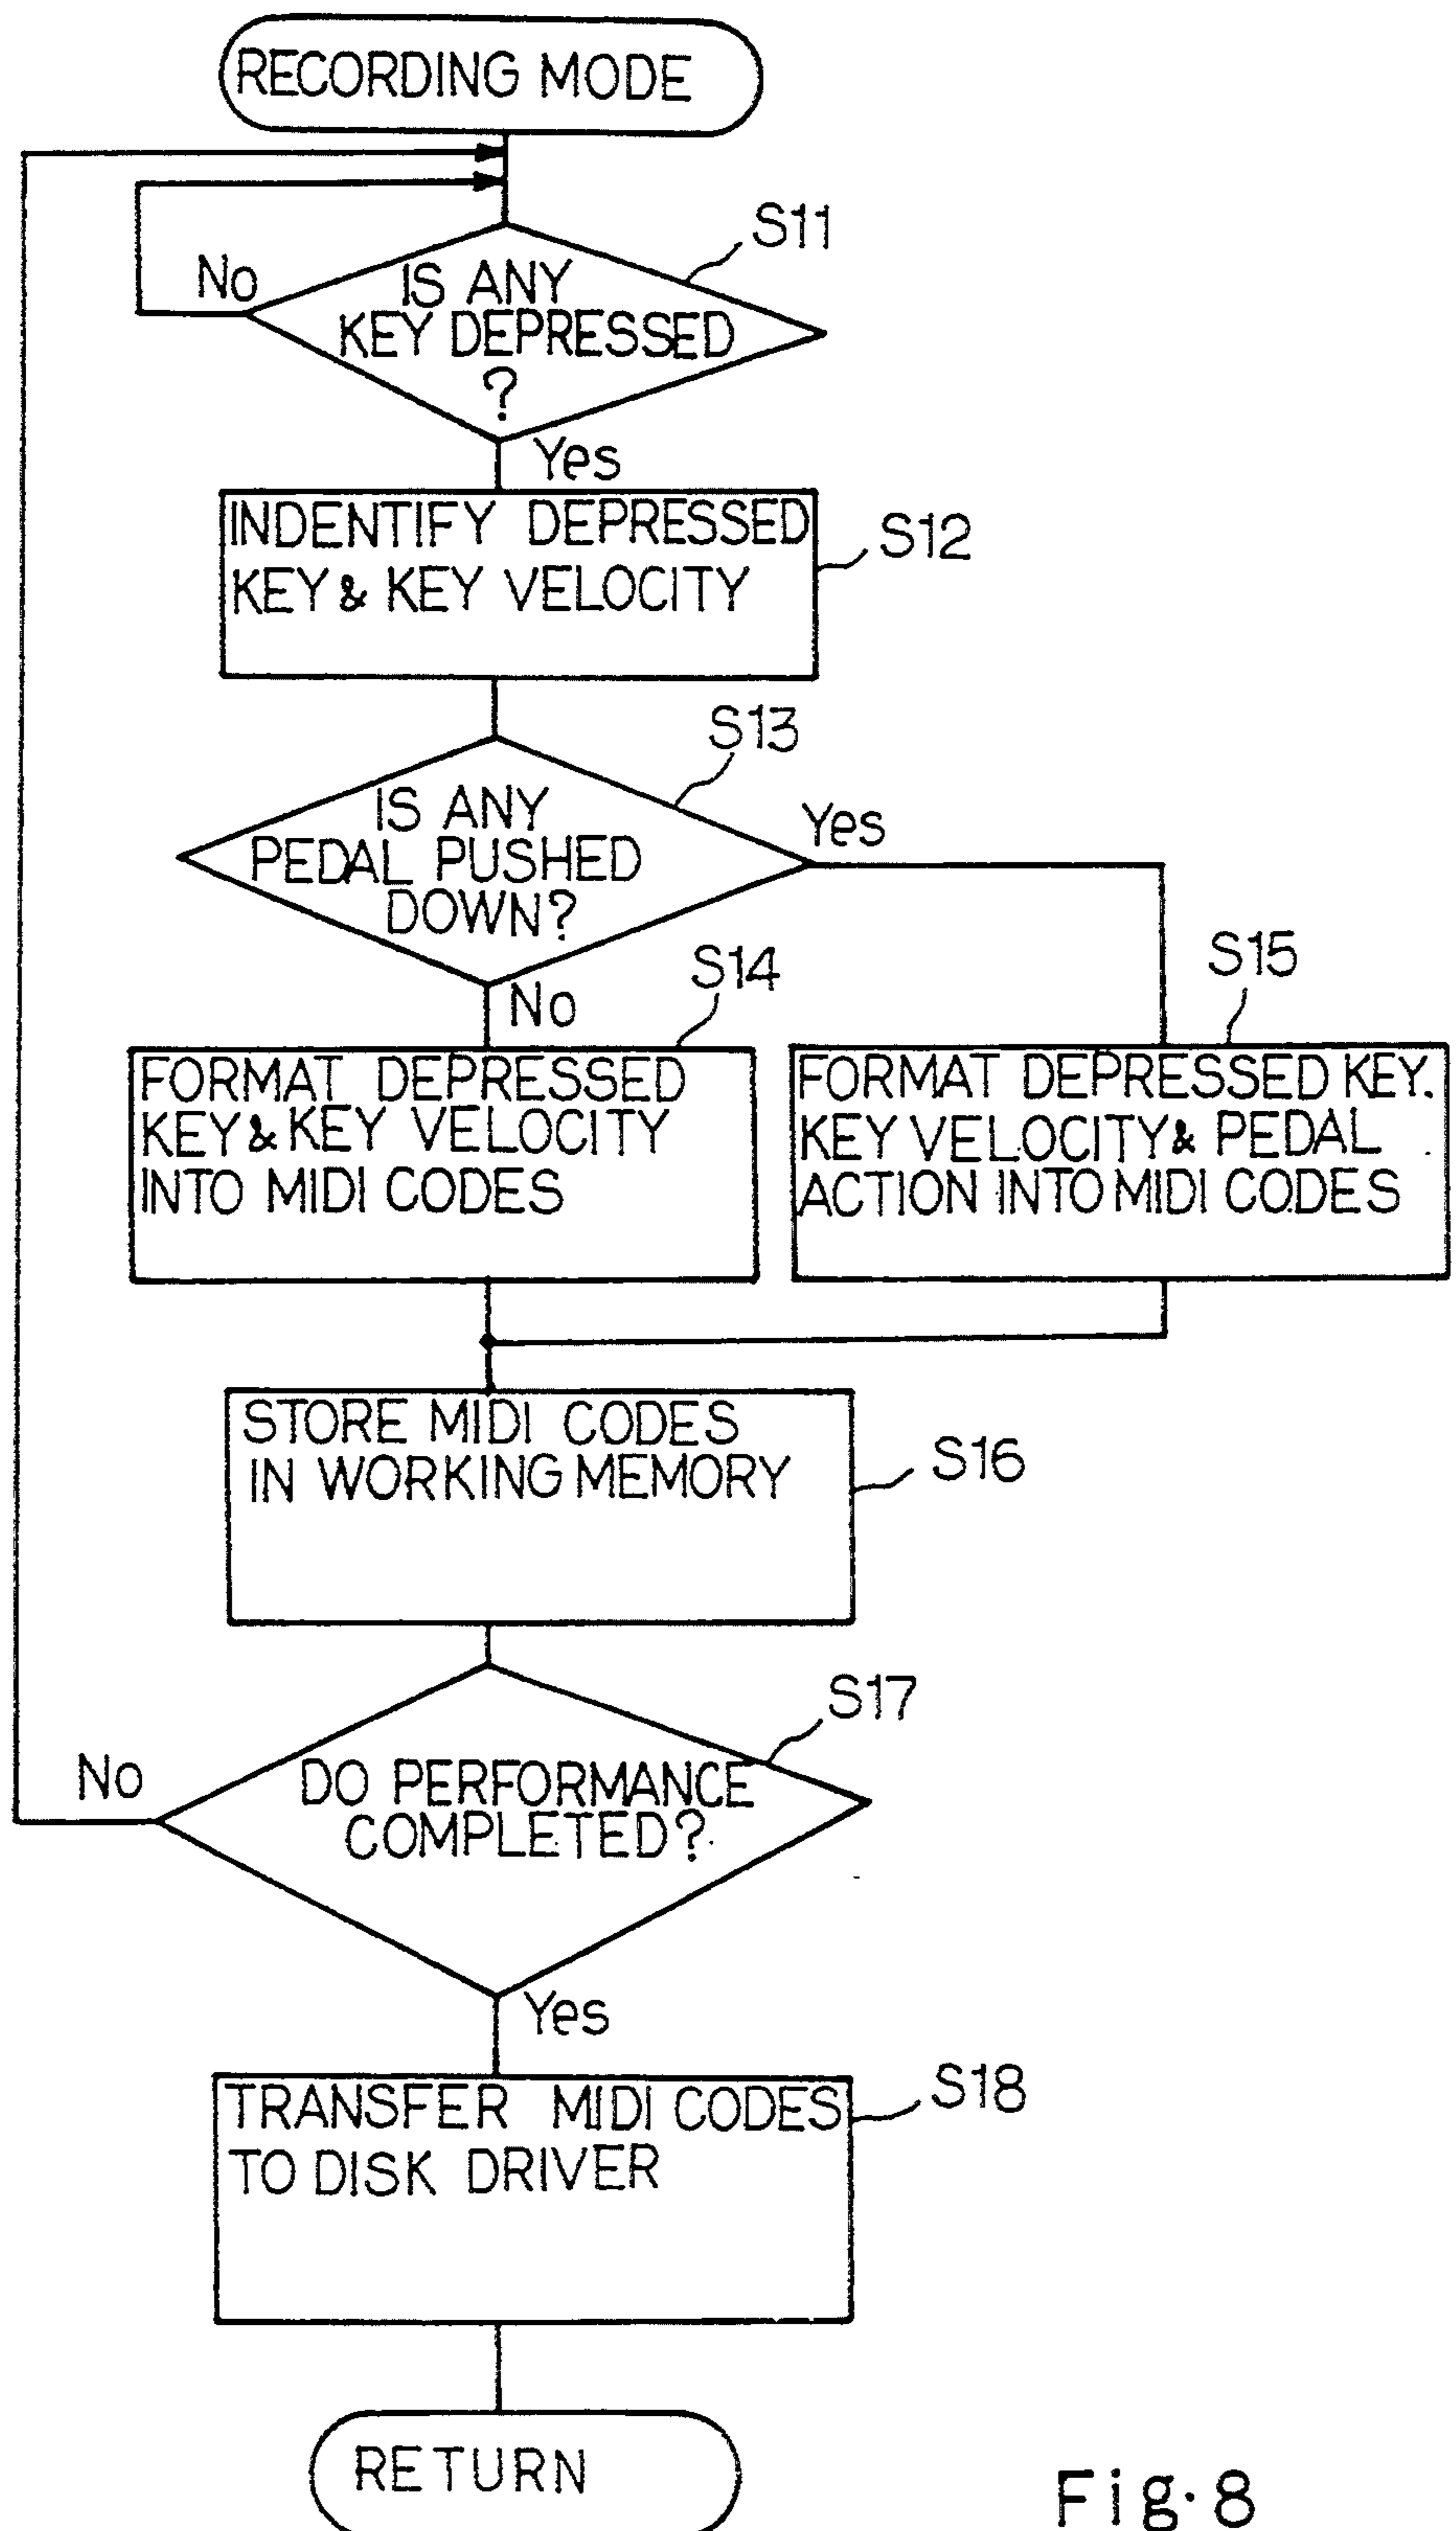 RECORDING MODE
S11
No
IS ANY
KEY DEPRESSED
?
Yes
INDENTIFY DEPRESSED
KEY & KEY VELOCITY
S12
S13
IS ANY
PEDAL PUSHED
DOWN?
Yes
No
S14
S15
FORMAT DEPRESSED
KEY & KEY VELOCITY
INTO MIDI CODES
FORMAT DEPRESSED KEY.
KEY VELOCITY & PEDAL
ACTION INTO MIDI CODES
STORE MIDI CODES
IN WORKING MEMORY
S16
S17
No
DO PERFORMANCE
COMPLETED?
Yes
TRANSFER MIDI CODES
TO DISK DRIVER
S18
RETURN
Fig. 8